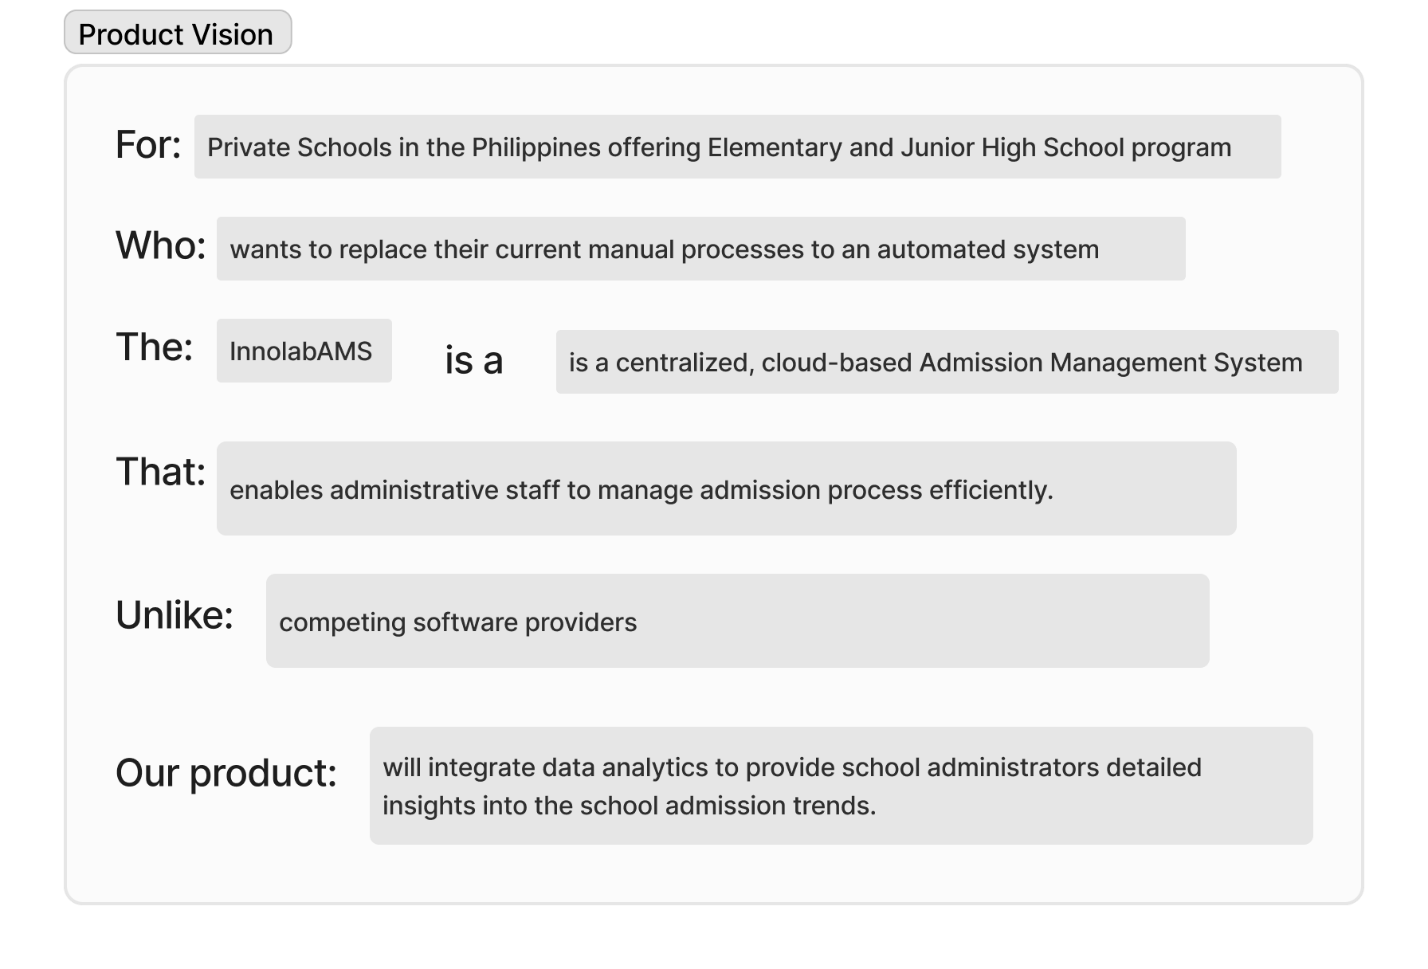 Product Vision
For: Private Schools in the Philippines offering Elementary and Junior High School program
Who: wants to replace their current manual processes to an automated system
The: InnolabAMS is a is a centralized, cloud-based Admission Management System
That: enables administrative staff to manage admission process efficiently.
Unlike: competing software providers
Our product: will integrate data analytics to provide school administrators detailed
insights into the school admission trends.